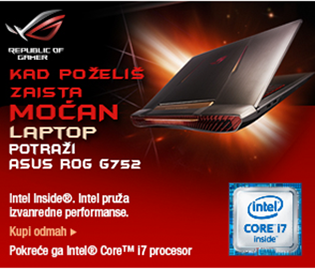 REPUBLIC OF
GAMER
KAD POŽELIŠ
ZAISTA
MOĆAN
LAPTOP
POTRAŽI
ASUS ROG G752
Intel Inside®. Intel pruža
izvanredne performanse.
Kupi odmah ▸
Pokreće ga Intel® Core™ i7 procesor
intel
CORE i7
inside™